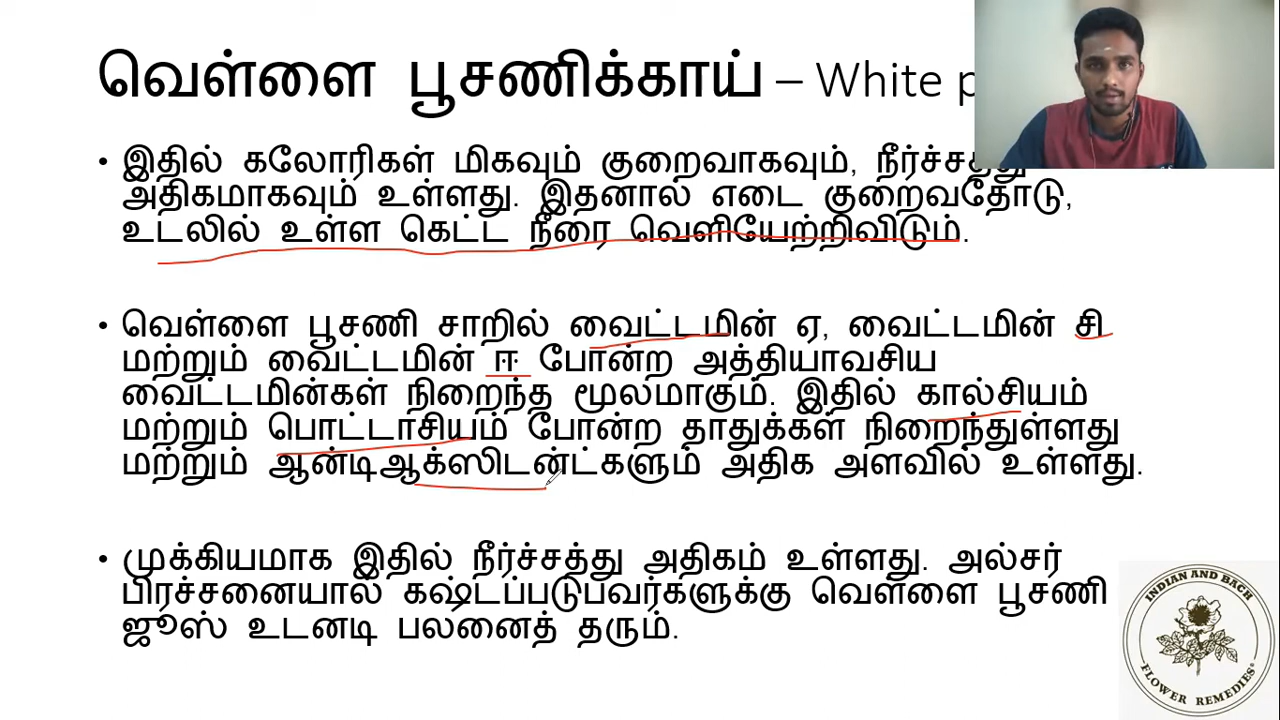 வெள்ளை பூசணிக்காய் – White
இதில் கலோரிகள் மிகவும் குறைவாகவும்,
அதிகமாகவும் உள்ளது. இதனால் எடை குறைவதோடு,
உடலில் உள்ள கெட்ட நீரை வெளியேற்றிவிடும்.
வெள்ளை பூசணி சாறில் வைட்டமின் ஏ, வைட்டமின் சி
மற்றும் வைட்டமின் ஈ போன்ற அத்தியாவசிய
வைட்டமின்கள் நிறைந்த மூலமாகும். இதில் கால்சியம்
மற்றும் பொட்டாசியம் போன்ற தாதுக்கள் நிறைந்துள்ளது
மற்றும் ஆன்டிஆக்ஸிடன்ட்களும் அதிக அளவில் உள்ளது.
முக்கியமாக இதில் நீர்ச்சத்து அதிகம் உள்ளது. அல்சர்
பிரச்சனையால் கஷ்டப்படுபவர்களுக்கு வெள்ளை பூசணி
ஜூஸ் உடனடி பலனைத் தரும்.
INDIAN AND BACH
FLOWER REMEDIES